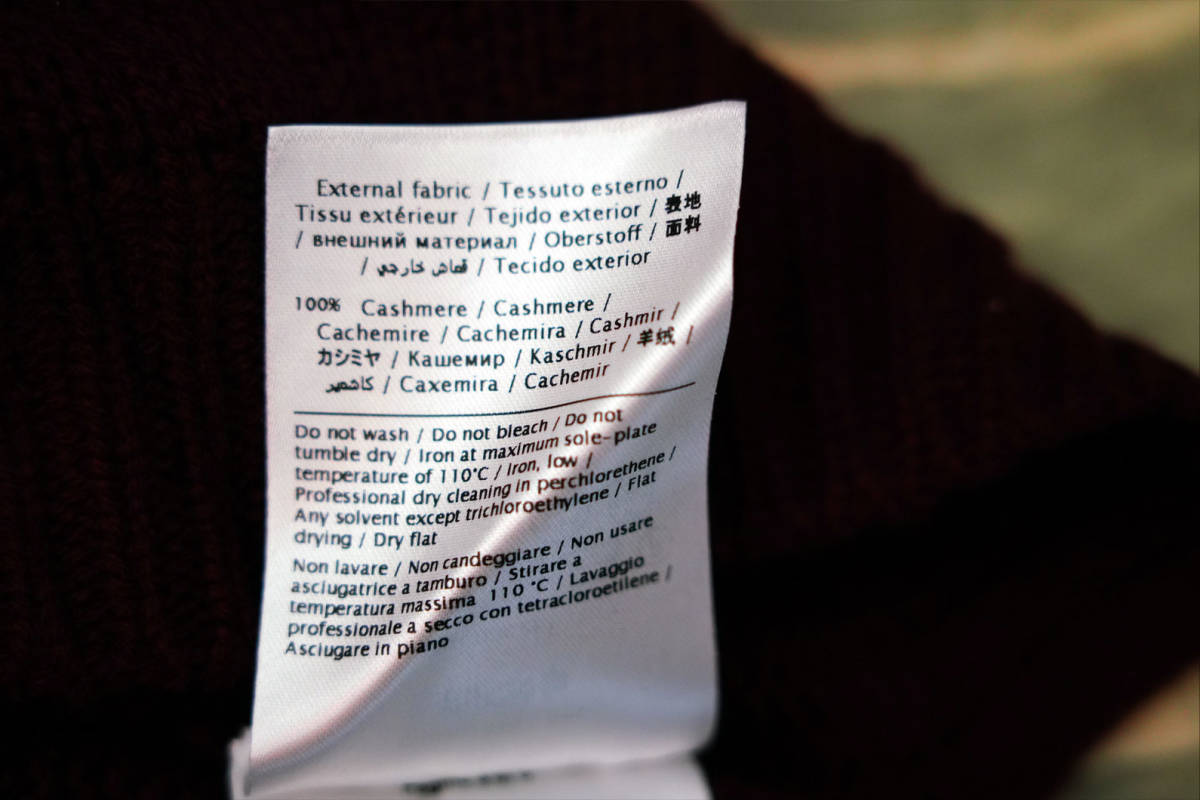 External fabric / Tessuto esterno /
Tissu extérieur / Tejido exterior / 表地
/ внешний материал / Oberstoff / 面料
/ قماش خارجي / Tecido exterior
100% Cashmere / Cashmere /
Cachemire / Cachemira / Cashmir /
カシミヤ / Кашемир / Kaschmir / 羊绒 /
كاشمير / Caxemira / Cachemir
Do not wash / Do not bleach / Do not
tumble dry / Iron at maximum sole-plate
temperature of 110°C / Iron, low /
Professional dry cleaning in perchlorethene /
Any solvent except trichloroethylene / Flat
drying / Dry flat
Non lavare / Non candeggiare / Non usare
asciugatrice a tamburo / Stirare a
temperatura massima 110 °C / Lavaggio
professionale a secco con tetracloroetilene /
Asciugare in piano